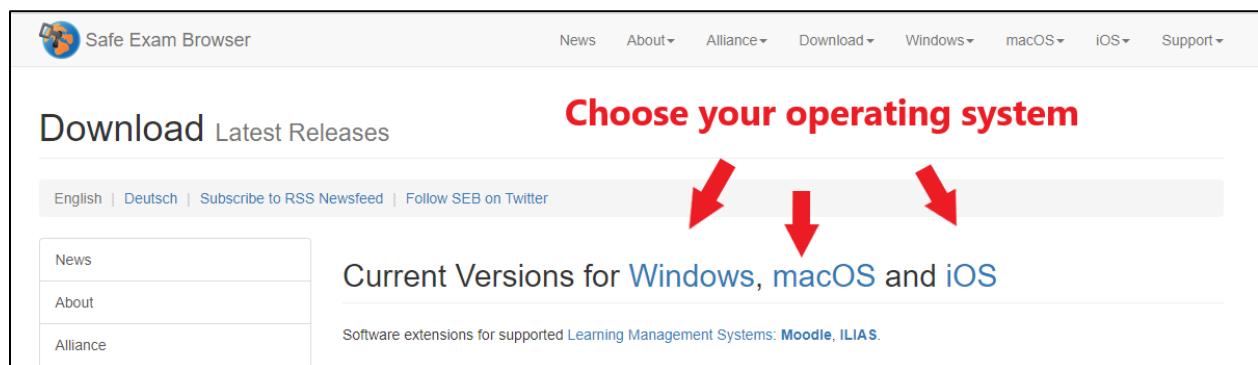 Safe Exam Browser
News About Alliance Download Windows macOS iOS Support
Choose your operating system
Download Latest Releases
English | Deutsch | Subscribe to RSS Newsfeed | Follow SEB on Twitter
News
About
Alliance
Current Versions for Windows, macOS and iOS
Software extensions for supported Learning Management Systems: Moodle, ILIAS.